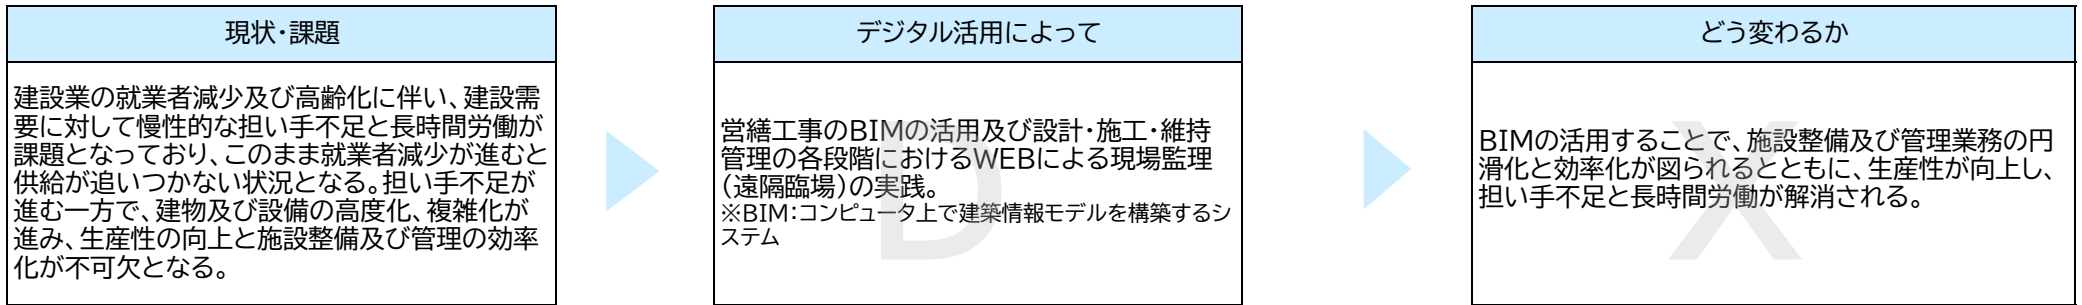 現状・課題
建設業の就業者減少及び高齢化に伴い、建設需
要に対して慢性的な担い手不足と長時間労働が
課題となっており、このまま就業者減少が進むと
供給が追いつかない状況となる。担い手不足が
進む一方で、建物及び設備の高度化、複雑化が
進み、生産性の向上と施設整備及び管理の効率
化が不可欠となる。
デジタル活用によって
営繕工事のBIMの活用及び設計・施工・維持
管理の各段階におけるWEBによる現場監理
(遠隔臨場)の実践。
※BIM:コンピュータ上で建築情報モデルを構築するシ
ステム
D
どう変わるか
BIMの活用することで、施設整備及び管理業務の円
滑化と効率化が図られるとともに、生産性が向上し、
担い手不足と長時間労働が解消される。
X